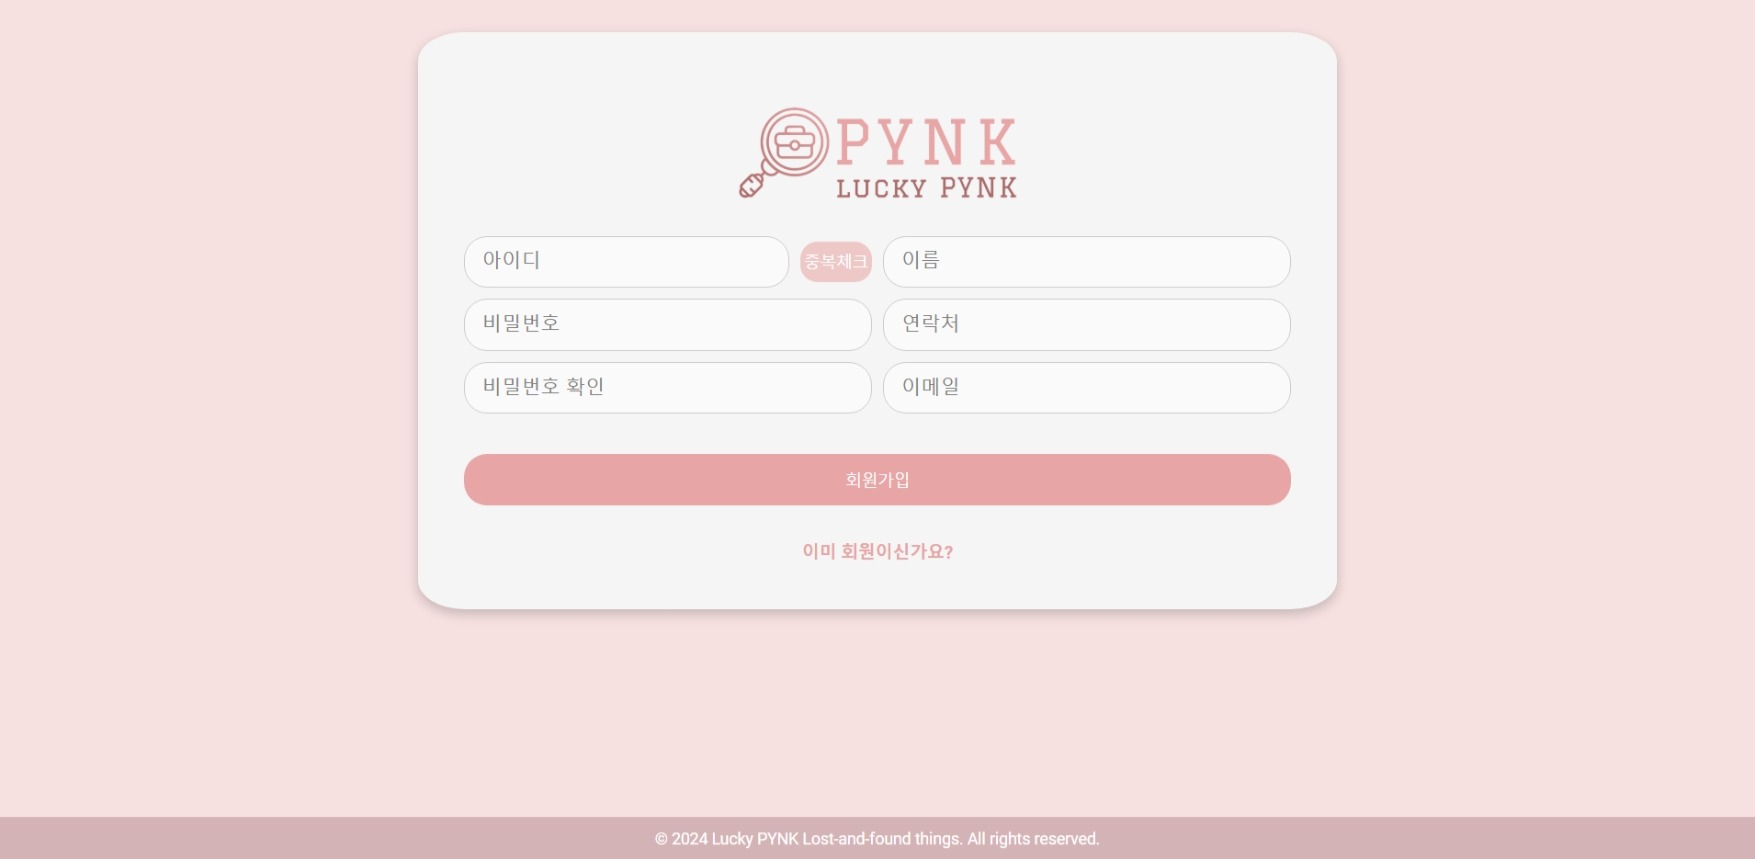 PYNK
LUCKY PYNK
아이디
중복체크
이름
비밀번호
연락처
비밀번호 확인
이메일
회원가입
이미 회원이신가요?
© 2024 Lucky PYNK Lost-and-found things. All rights reserved.